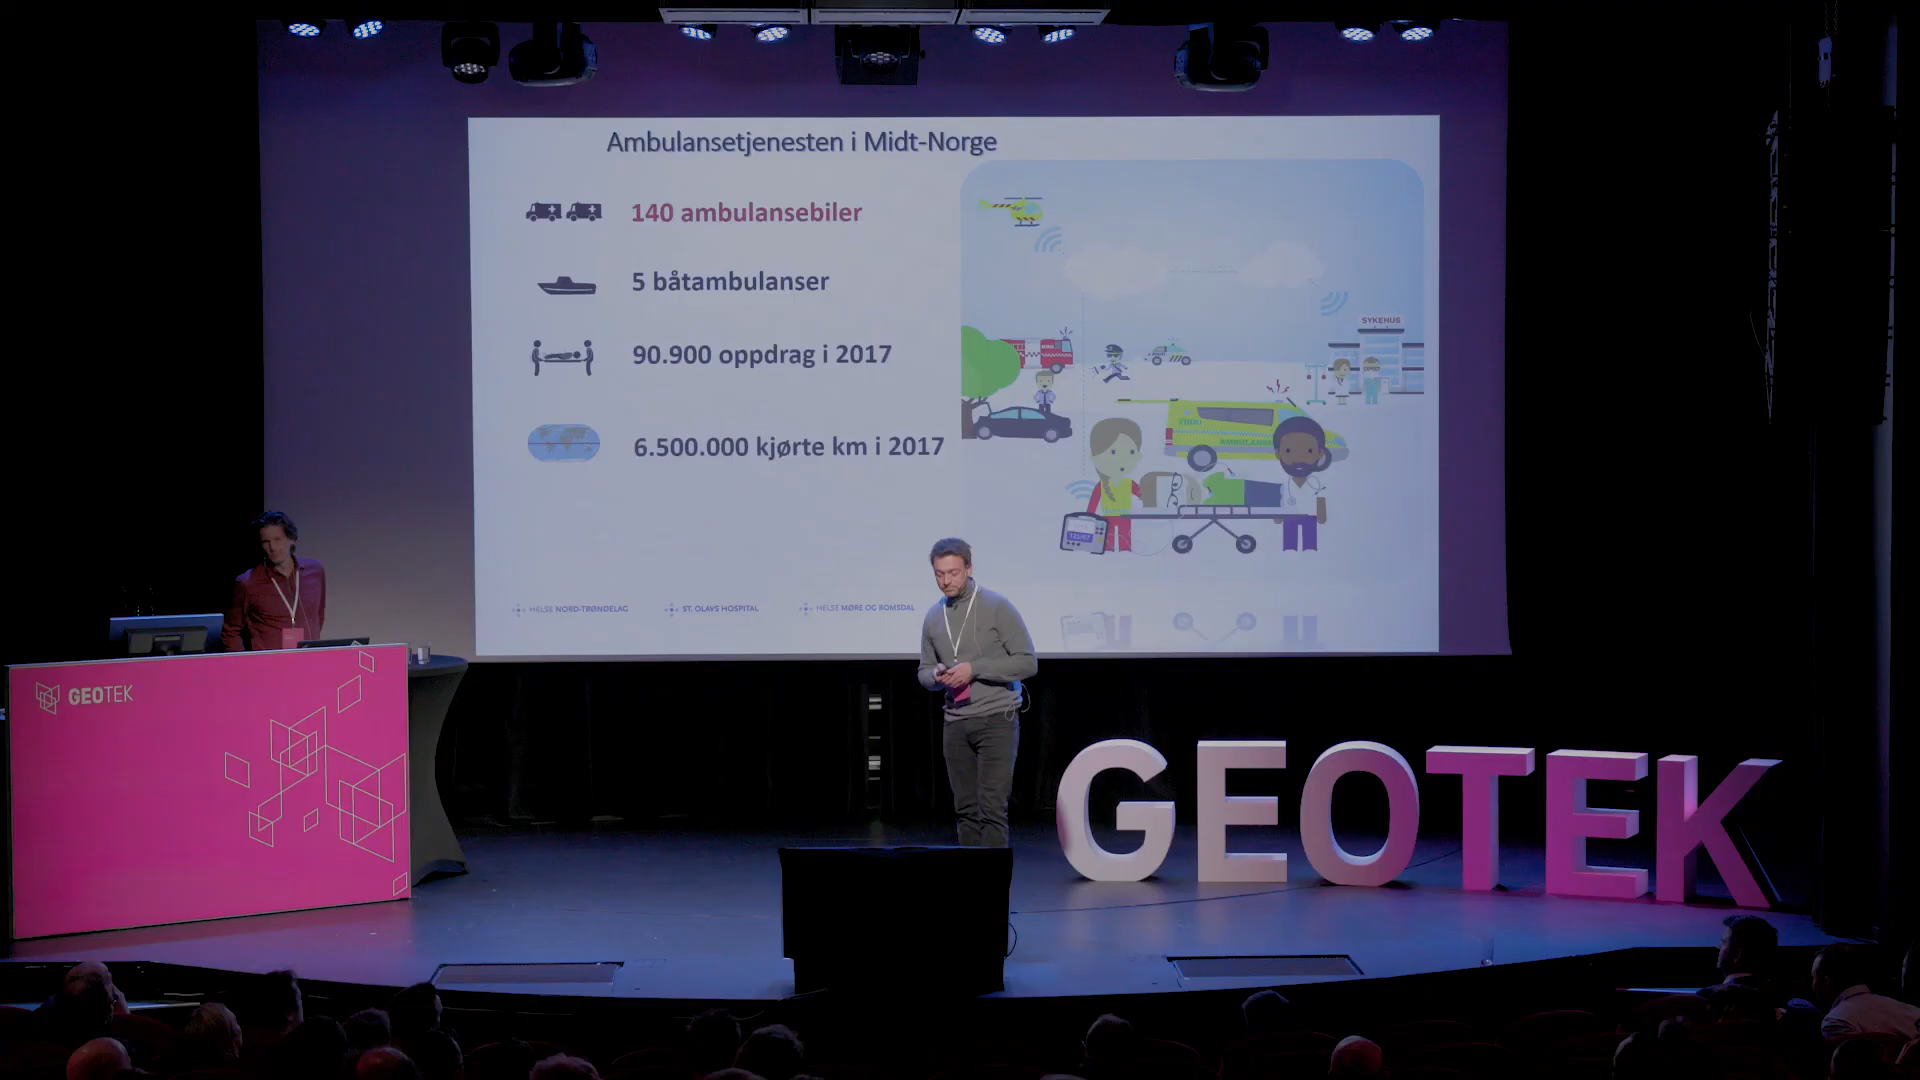 Ambulansetjenesten i Midt-Norge
140 ambulansebiler
5 båtambulanser
90.900 oppdrag i 2017
6.500.000 kjørte km i 2017
SYKEHUS
AMBULANSE
HELSE NORD-TRØNDELAG
ST. OLAVS HOSPITAL
HELSE MØRE OG ROMSDAL
GEOTEK
GEOTEK